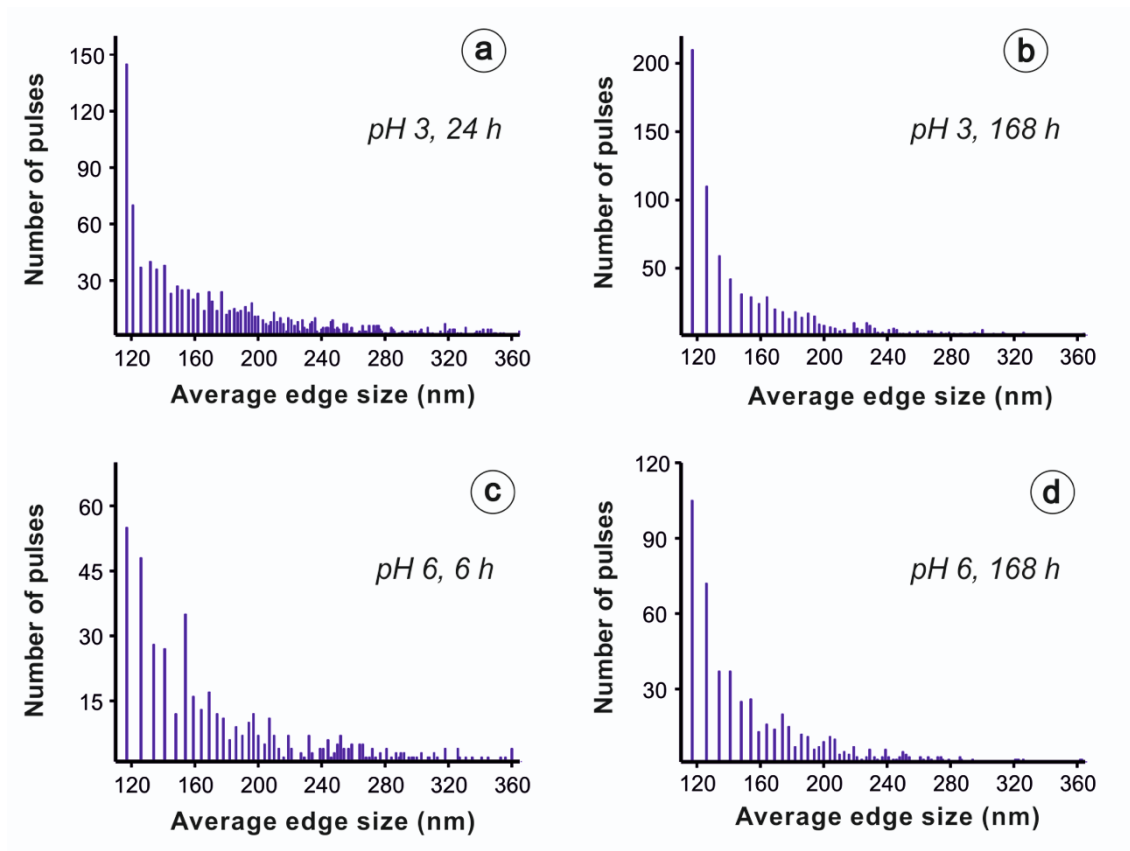 a
pH 3, 24 h
Number of pulses
150
120
90
60
30
120 160 200 240 280 320 360
Average edge size (nm)
b
pH 3, 168 h
Number of pulses
200
150
100
50
120 160 200 240 280 320 360
Average edge size (nm)
c
pH 6, 6 h
Number of pulses
60
45
30
15
120 160 200 240 280 320 360
Average edge size (nm)
d
pH 6, 168 h
Number of pulses
120
90
60
30
120 160 200 240 280 320 360
Average edge size (nm)